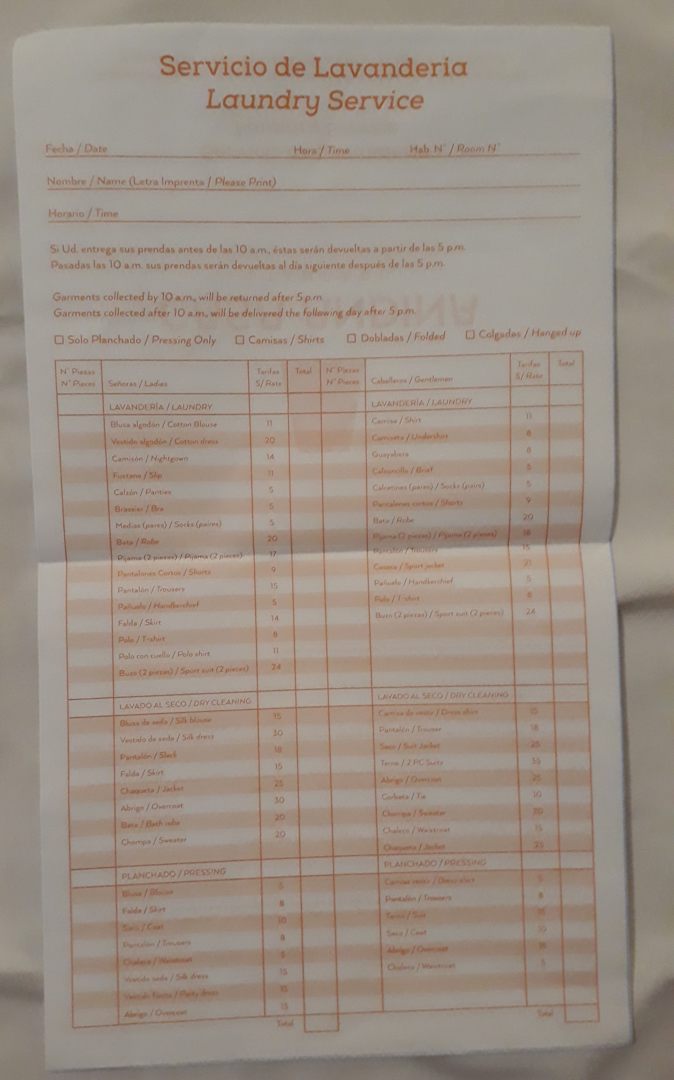 Servicio de Lavandería
Laundry Service
Fecha / Date Hora / Time Hab. N° / Room N°
Nombre / Name (Letra Imprenta / Please Print)
Horario / Time
Si Ud. entrega sus prendas antes de las 10 a.m., éstas serán devueltas a partir de las 5 p.m.
Pasadas las 10 a.m. sus prendas serán devueltas al día siguiente después de las 5 p.m.
Garments collected by 10 a.m., will be returned after 5 p.m.
Garments collected after 10 a.m., will be delivered the following day after 5 p.m.
Solo Planchado / Pressing Only Camisas / Shirts Dobladas / Folded Colgadas / Hanged up
N° Piezas Tarifas Total
N° Pieces Señoras / Ladies S/ Rate
LAVANDERÍA / LAUNDRY
Blusa algodón / Cotton Blouse 11
Vestido algodón / Cotton dress 20
Camisón / Nightgown 14
Fustane / Slip 11
Calzón / Panties 5
Brassier / Bra 5
Medias (pares) / Socks (paires) 5
Bata / Robe 20
Pijama (2 piezas) / Pijama (2 pieces) 17
Pantalones Cortos / Shorts 9
Pantalón / Trousers 15
Pañuelo / Handkerchief 5
Falda / Skirt 14
Polo / T-shirt 8
Polo con cuello / Polo shirt 11
Buzo (2 piezas) / Sport suit (2 pieces) 24
LAVADO AL SECO / DRY CLEANING
Blusa de seda / Silk blouse 15
Vestido de seda / Silk dress 30
Pantalón / Slack 18
Falda / Skirt 15
Chaqueta / Jacket 25
Abrigo / Overcoat 30
Bata / Bath robe 20
Chompa / Sweater 20
PLANCHADO / PRESSING
Blusa / Blouse 5
Falda / Skirt 8
Saco / Coat 10
Pantalón / Trousers 8
Chaleco / Waistcoat 5
Vestido seda / Silk dress 15
Vestido Fiesta / Party dress 15
Abrigo / Overcoat 15
Total
N° Piezas Tarifas Total
N° Pieces Caballeros / Gentlemen S/ Rate
LAVANDERÍA / LAUNDRY
Camisa / Shirt 11
Camiseta / Undershirt 8
Guayabera 8
Calzoncillo / Brief 5
Calcetines (pares) / Socks (pairs) 5
Pantalones cortos / Shorts 9
Bata / Robe 20
Pijama (2 piezas) / Pijama (2 pieces) 18
Pantalón / Trousers 15
Casaca / Sport jacket 21
Pañuelo / Handkerchief 5
Polo / T-shirt 8
Buzo (2 piezas) / Sport suit (2 pieces) 24
LAVADO AL SECO / DRY CLEANING
Camisa de vestir / Dress shirt 15
Pantalón / Trouser 18
Saco / Suit Jacket 25
Terno / 2 PC Suits 35
Abrigo / Overcoat 25
Corbata / Tie 10
Chompa / Sweater 20
Chaleco / Waistcoat 15
Chaqueta / Jacket 25
PLANCHADO / PRESSING
Camisa vestir / Dress shirt 5
Pantalón / Trousers 8
Terno / Suit
Saco / Coat 10
Abrigo / Overcoat 15
Chaleco / Waistcoat 5
Total